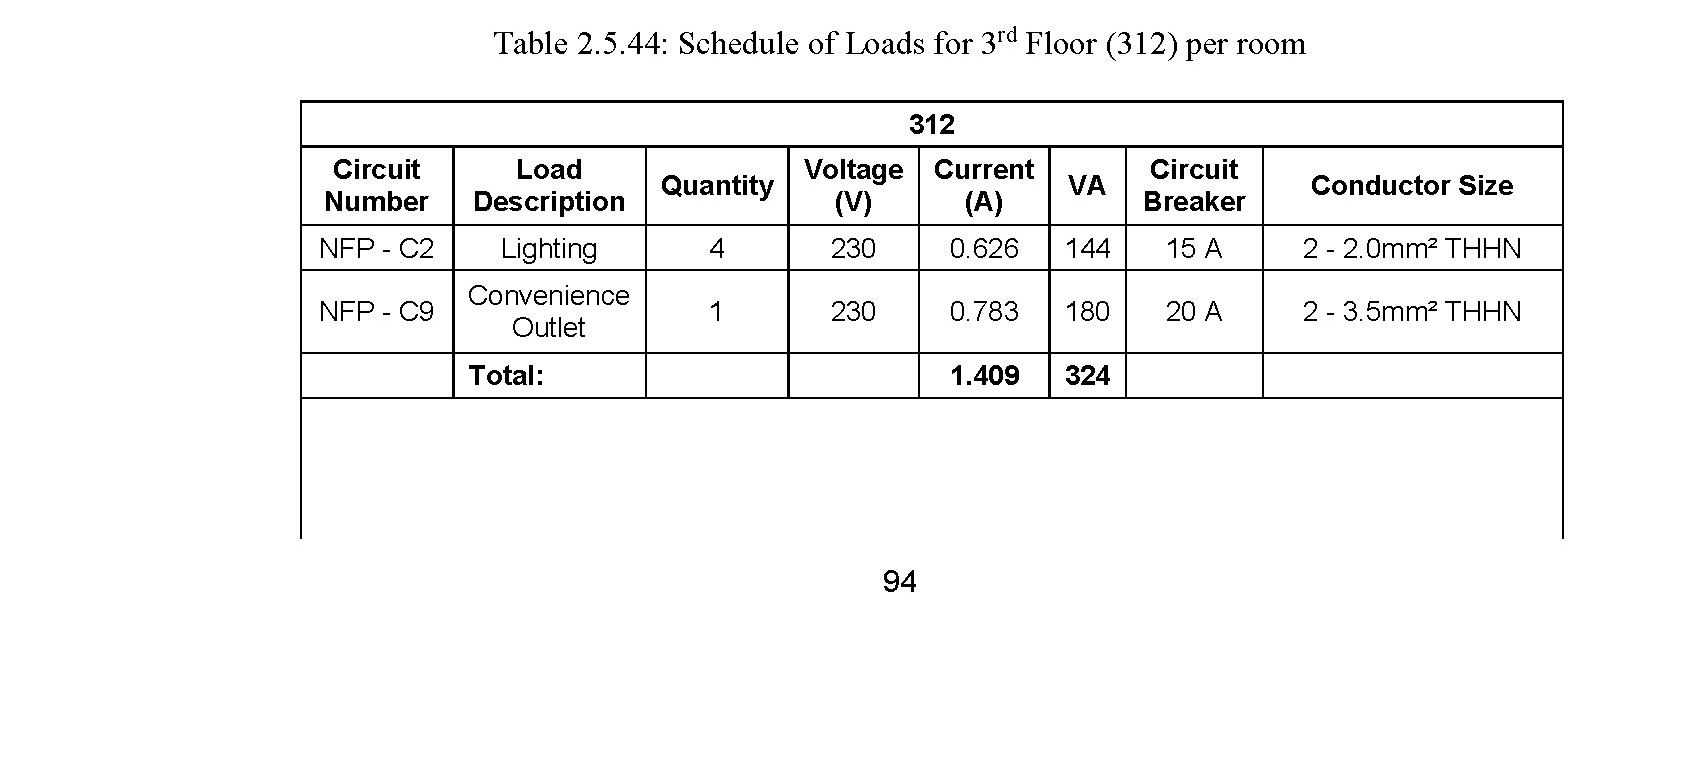 Table 2.5.44: Schedule of Loads for 3rd Floor (312) per room
312
Circuit Number Load Description Quantity Voltage (V) Current (A) VA Circuit Breaker Conductor Size
NFP - C2 Lighting 4 230 0.626 144 15 A 2 - 2.0mm² THHN
NFP - C9 Convenience Outlet 1 230 0.783 180 20 A 2 - 3.5mm² THHN
Total: 1.409 324
94